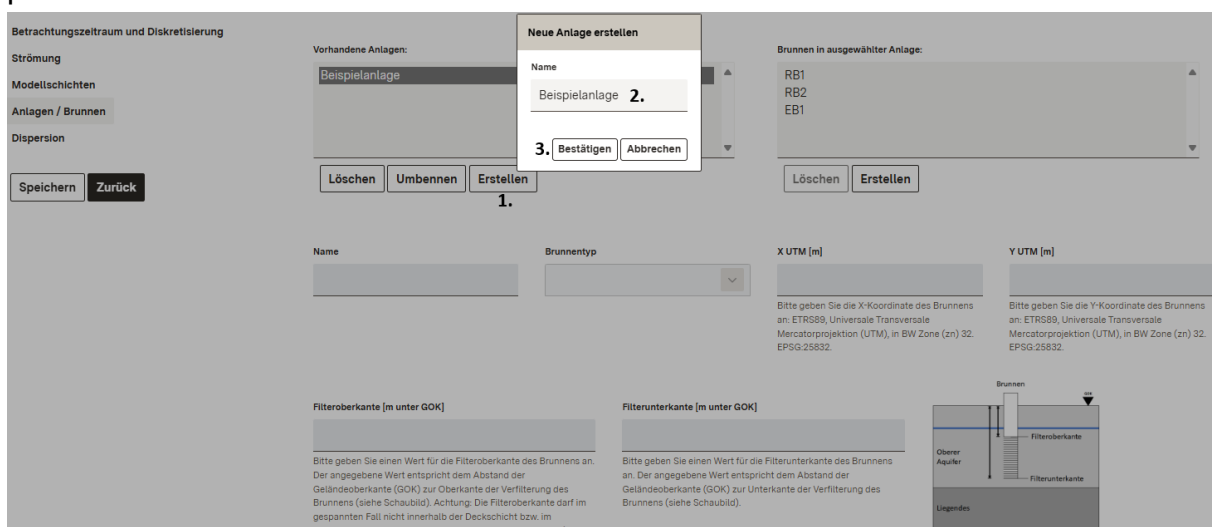 Betrachtungszeitraum und Diskretisierung
Strömung
Modellschichten
Anlagen / Brunnen
Dispersion
Speichern
Zurück
Vorhandene Anlagen:
Beispielanlage
Löschen
Umbennen
Erstellen
1.
Neue Anlage erstellen
Name
Beispielanlage 2.
3. Bestätigen
Abbrechen
Brunnen in ausgewählter Anlage:
RB1
RB2
EB1
Löschen
Erstellen
Name
Brunnentyp
X UTM [m]
Bitte geben Sie die X-Koordinate des Brunnens
an: ETRS89, Universale Transversale
Mercatorprojektion (UTM), in BW Zone (zn) 32.
EPSG:25832.
Y UTM [m]
Bitte geben Sie die Y-Koordinate des Brunnens
an: ETRS89, Universale Transversale
Mercatorprojektion (UTM), in BW Zone (zn) 32.
EPSG:25832.
Filteroberkante [m unter GOK]
Bitte geben Sie einen Wert für die Filteroberkante des Brunnens an.
Der angegebene Wert entspricht dem Abstand der
Geländeoberkante (GOK) zur Oberkante der Verfilterung des
Brunnens (siehe Schaubild). Achtung: Die Filteroberkante darf im
gespannten Fall nicht innerhalb der Deckschicht bzw. im
Filterunterkante [m unter GOK]
Bitte geben Sie einen Wert für die Filterunterkante des Brunnens
an. Der angegebene Wert entspricht dem Abstand der
Geländeoberkante (GOK) zur Unterkante der Verfilterung des
Brunnens (siehe Schaubild).
Brunnen
GOK
Filteroberkante
Oberer
Aquifer
Filterunterkante
Liegendes